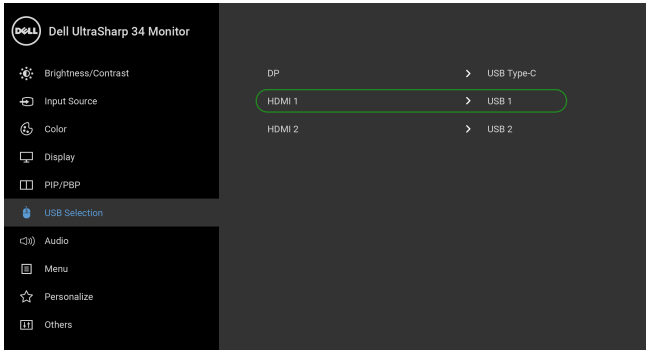 DELL Dell UltraSharp 34 Monitor
Brightness/Contrast
Input Source
Color
Display
PIP/PBP
USB Selection
Audio
Menu
Personalize
Others
DP > USB Type-C
HDMI 1 > USB 1
HDMI 2 > USB 2